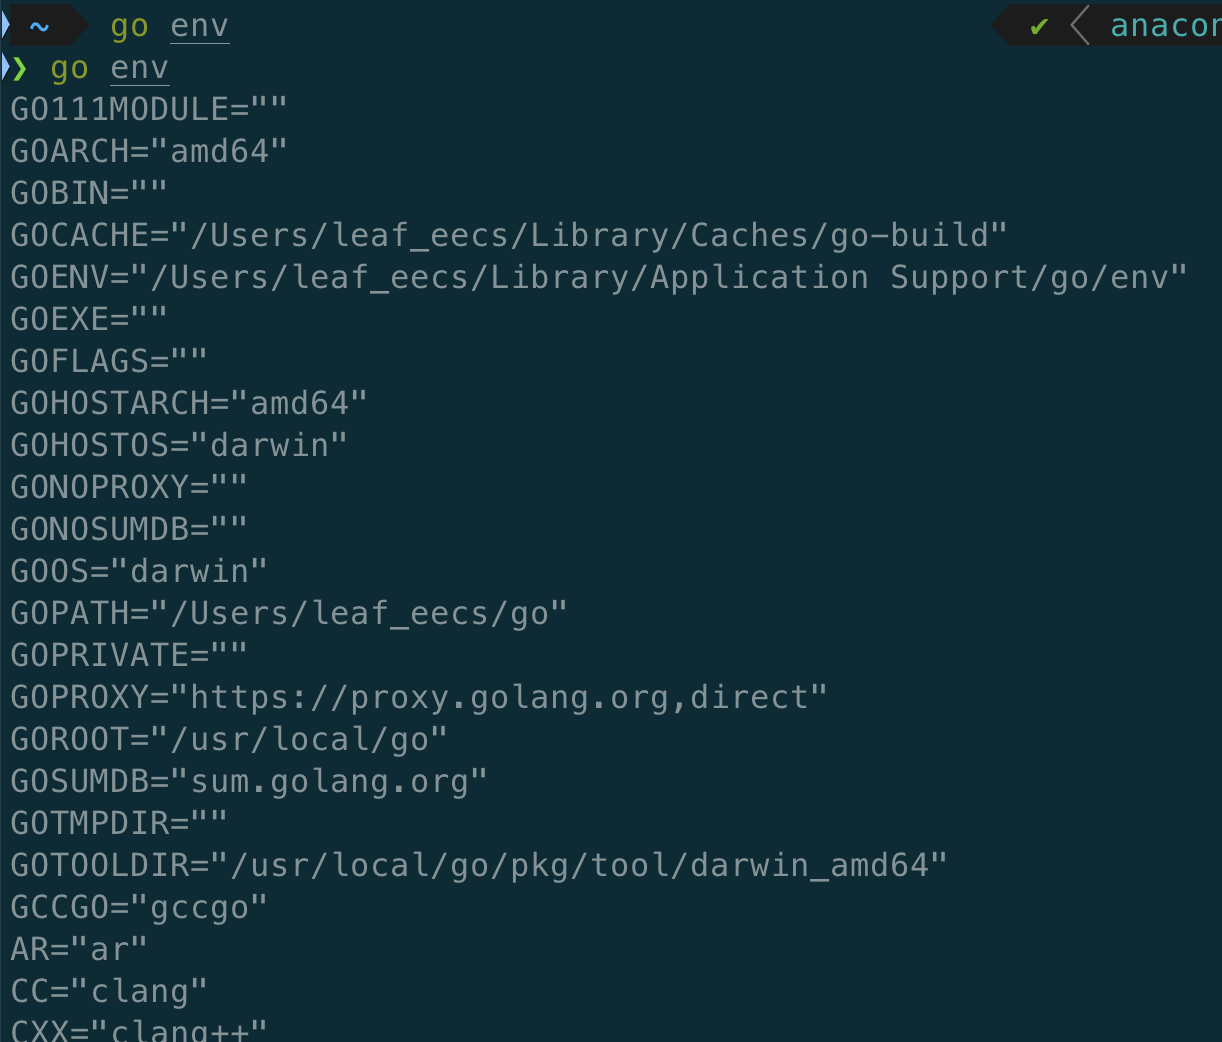 ~ go env ✔ anacon
❯ go env
GO111MODULE=""
GOARCH="amd64"
GOBIN=""
GOCACHE="/Users/leaf_eecs/Library/Caches/go-build"
GOENV="/Users/leaf_eecs/Library/Application Support/go/env"
GOEXE=""
GOFLAGS=""
GOHOSTARCH="amd64"
GOHOSTOS="darwin"
GONOPROXY=""
GONOSUMDB=""
GOOS="darwin"
GOPATH="/Users/leaf_eecs/go"
GOPRIVATE=""
GOPROXY="https://proxy.golang.org,direct"
GOROOT="/usr/local/go"
GOSUMDB="sum.golang.org"
GOTMPDIR=""
GOTOOLDIR="/usr/local/go/pkg/tool/darwin_amd64"
GCCGO="gccgo"
AR="ar"
CC="clang"
CXX="clang++"